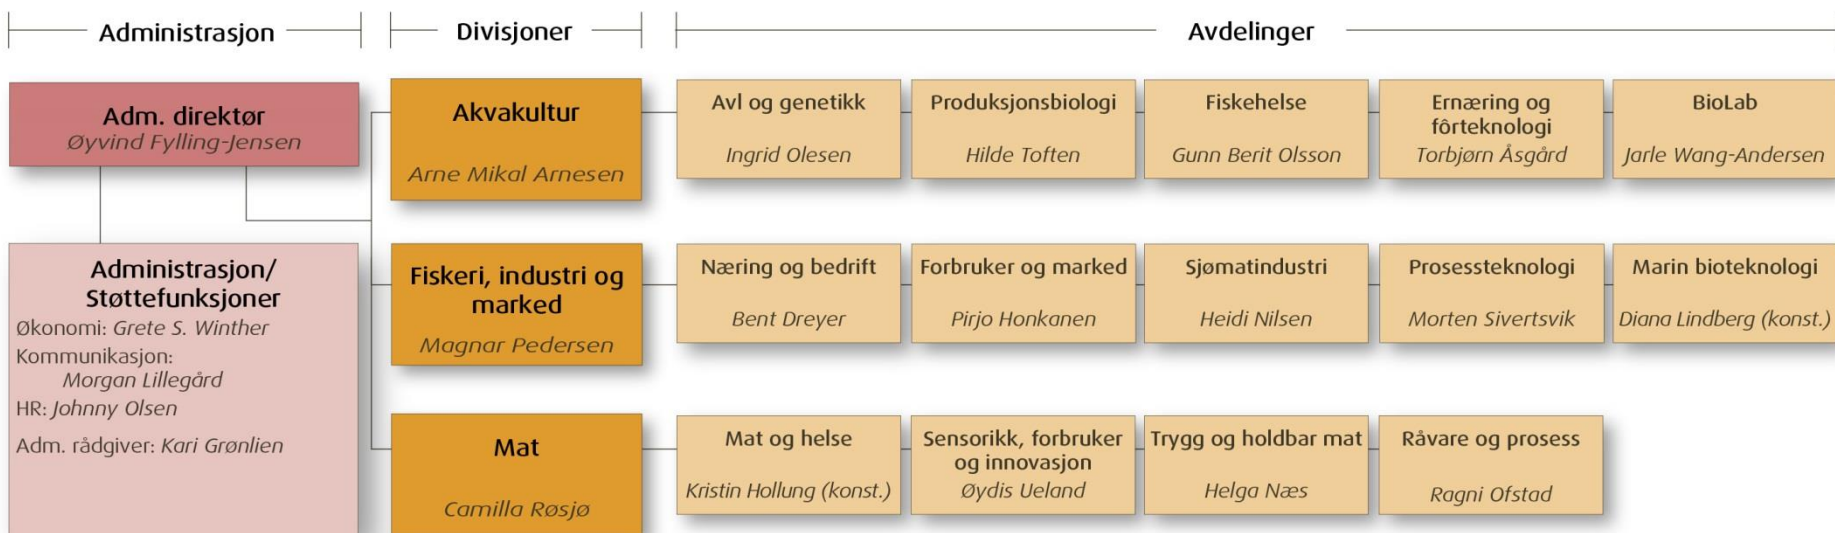 Administrasjon
Divisjoner
Avdelinger
Adm. direktør
Øyvind Fylling-Jensen
Administrasjon/
Støttefunksjoner
Økonomi: Grete S. Winther
Kommunikasjon:
Morgan Lillegård
HR: Johnny Olsen
Adm. rådgiver: Kari Grønlien
Akvakultur
Arne Mikal Arnesen
Avl og genetikk
Ingrid Olesen
Produksjonsbiologi
Hilde Toften
Fiskehelse
Gunn Berit Olsson
Ernæring og
fôrteknologi
Torbjørn Åsgård
BioLab
Jarle Wang-Andersen
Fiskeri, industri og
marked
Magnar Pedersen
Næring og bedrift
Bent Dreyer
Forbruker og marked
Pirjo Honkanen
Sjømatindustri
Heidi Nilsen
Prosessteknologi
Morten Sivertsvik
Marin bioteknologi
Diana Lindberg (konst.)
Mat
Camilla Røsjø
Mat og helse
Kristin Hollung (konst.)
Sensorikk, forbruker
og innovasjon
Øydis Ueland
Trygg og holdbar mat
Helga Næs
Råvare og prosess
Ragni Ofstad